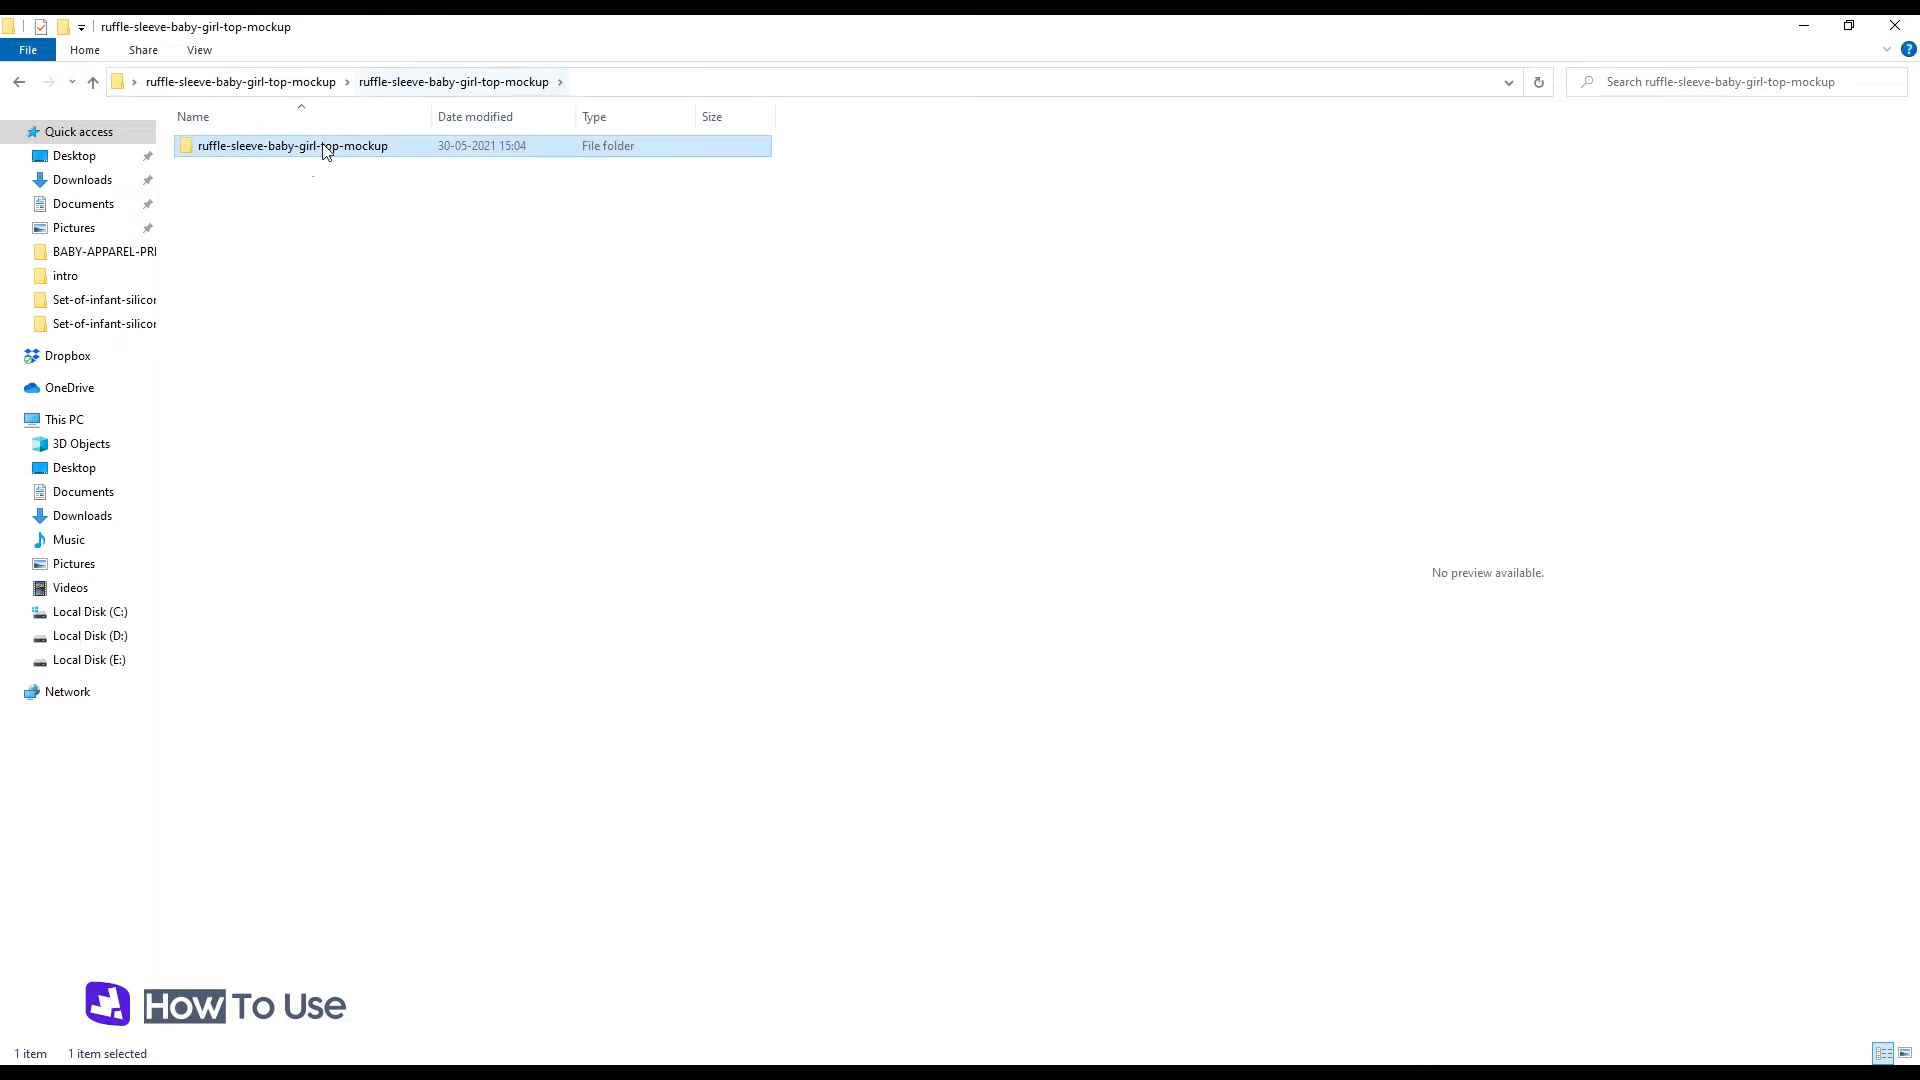 ruffle-sleeve-baby-girl-top-mockup
File Home Share View
ruffle-sleeve-baby-girl-top-mockup ruffle-sleeve-baby-girl-top-mockup
Search ruffle-sleeve-baby-girl-top-mockup
Name Date modified Type Size
ruffle-sleeve-baby-girl-top-mockup 30-05-2021 15:04 File folder
Quick access
Desktop
Downloads
Documents
Pictures
BABY-APPAREL-PRI
intro
Set-of-infant-silicon
Set-of-infant-silicon
Dropbox
OneDrive
This PC
3D Objects
Desktop
Documents
Downloads
Music
Pictures
Videos
Local Disk (C:)
Local Disk (D:)
Local Disk (E:)
Network
No preview available.
How To Use
1 item 1 item selected